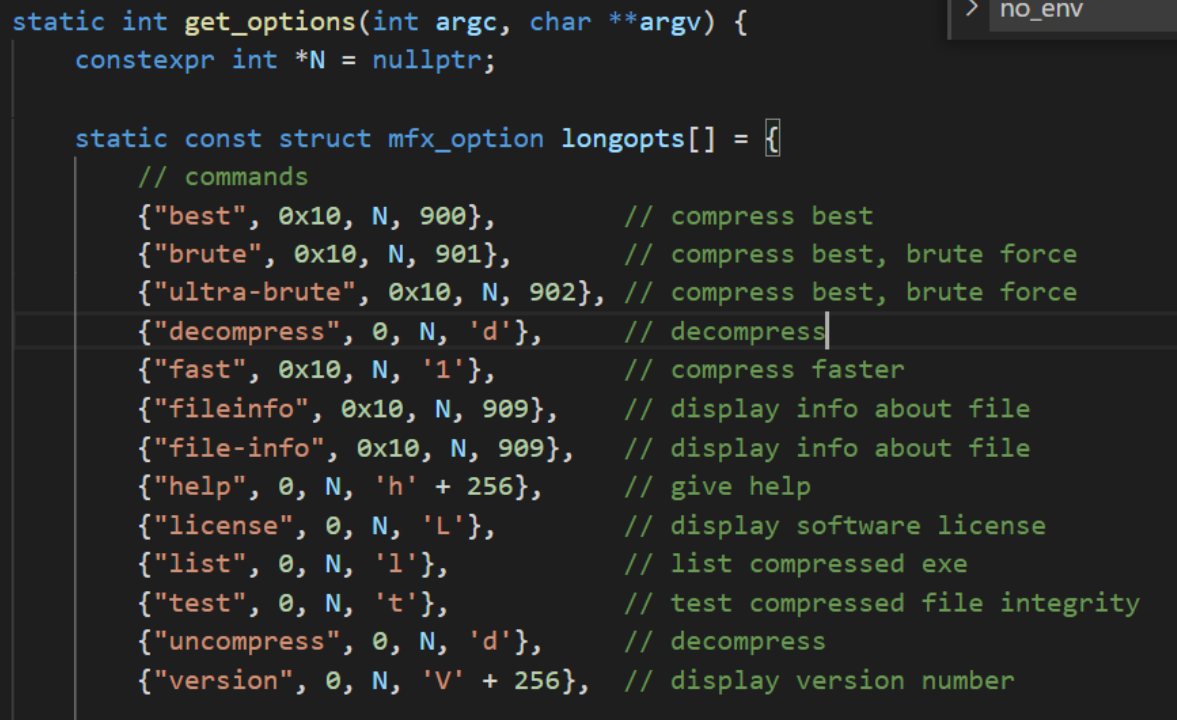 static int get_options(int argc, char **argv) {
no_env
    constexpr int *N = nullptr;

    static const struct mfx_option longopts[] = {
        // commands
        {"best", 0x10, N, 900},        // compress best
        {"brute", 0x10, N, 901},       // compress best, brute force
        {"ultra-brute", 0x10, N, 902}, // compress best, brute force
        {"decompress", 0, N, 'd'},     // decompress
        {"fast", 0x10, N, '1'},        // compress faster
        {"fileinfo", 0x10, N, 909},    // display info about file
        {"file-info", 0x10, N, 909},   // display info about file
        {"help", 0, N, 'h' + 256},     // give help
        {"license", 0, N, 'L'},        // display software license
        {"list", 0, N, 'l'},           // list compressed exe
        {"test", 0, N, 't'},           // test compressed file integrity
        {"uncompress", 0, N, 'd'},     // decompress
        {"version", 0, N, 'V' + 256},  // display version number